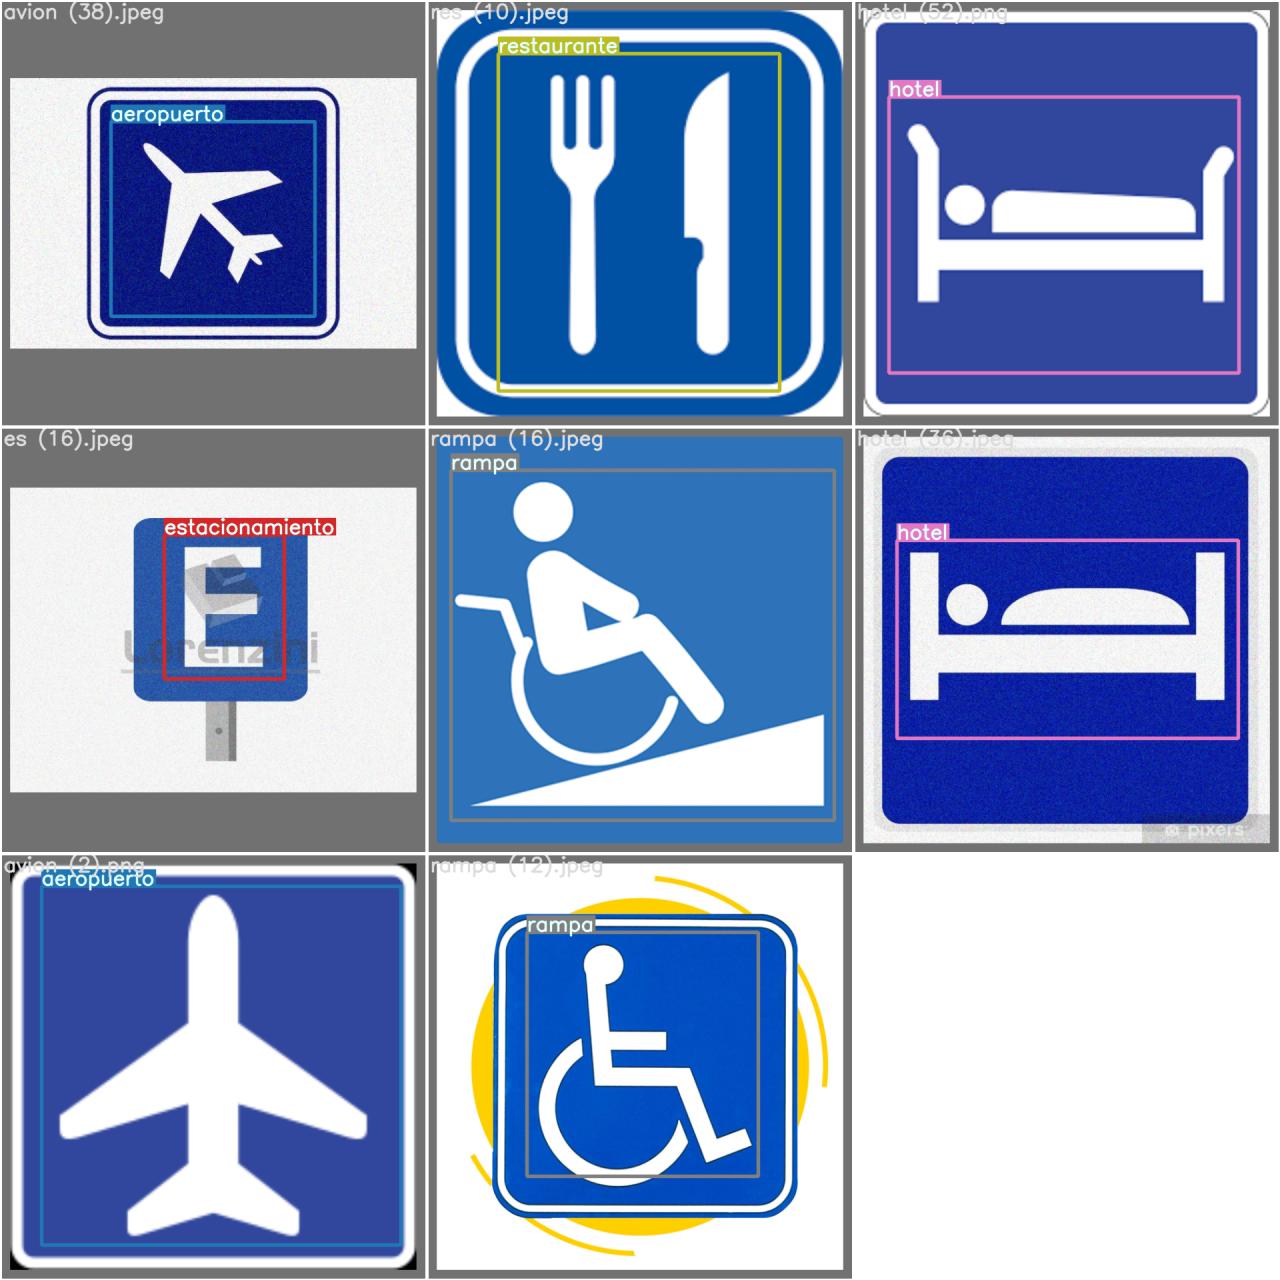 avion (38).jpeg
aeropuerto
res (10).jpeg
restaurante
hotel (52).png
hotel
es (16).jpeg
estacionamiento
E
Lorenzini
rampa (16).jpeg
rampa
hotel (36).jpeg
hotel
pixers
avion (2).png
aeropuerto
rampa (12).jpeg
rampa